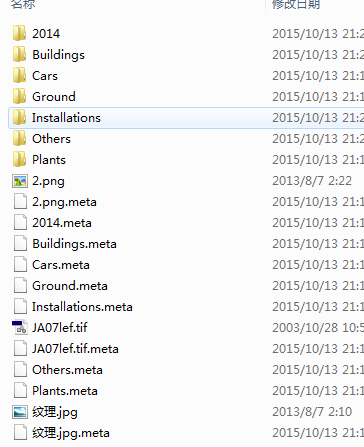 名称 修改日期
2014 2015/10/13 21:2
Buildings 2015/10/13 21:2
Cars 2015/10/13 21:1
Ground 2015/10/13 21:1
Installations 2015/10/13 21:2
Others 2015/10/13 21:2
Plants 2015/10/13 21:1
2.png 2013/8/7 2:22
2.png.meta 2015/10/13 21:1
2014.meta 2015/10/13 21:1
Buildings.meta 2015/10/13 21:1
Cars.meta 2015/10/13 21:1
Ground.meta 2015/10/13 21:1
Installations.meta 2015/10/13 21:1
JA07lef.tif 2003/10/28 10:5
JA07lef.tif.meta 2015/10/13 21:1
Others.meta 2015/10/13 21:1
Plants.meta 2015/10/13 21:1
纹理.jpg 2013/8/7 2:10
纹理.jpg.meta 2015/10/13 21:1